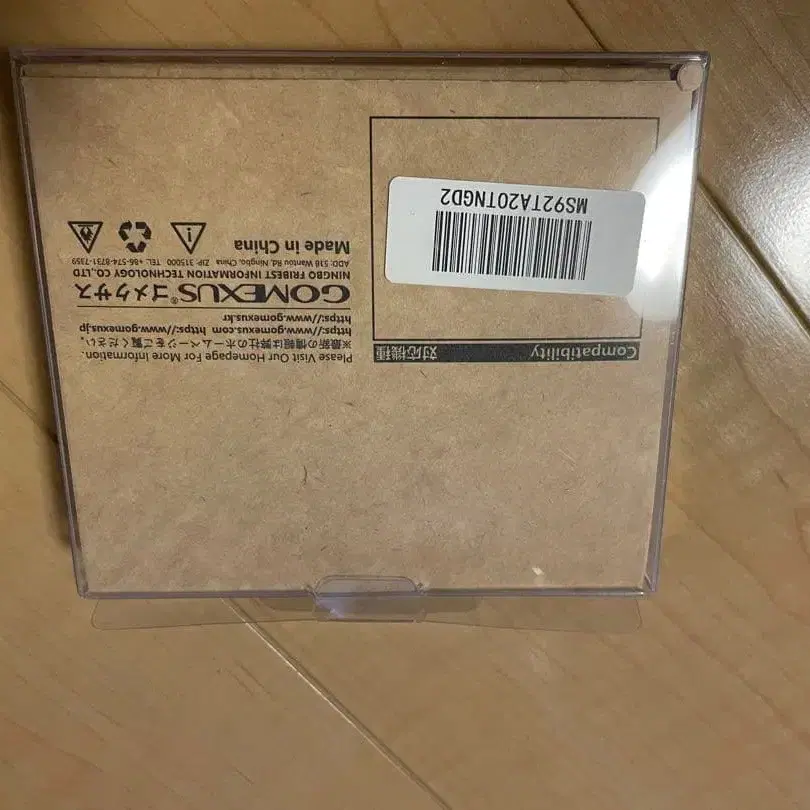 Compatibility 対応機種
MS92TA20TNGD2
Please Visit Our Homepage For More Information.
※最新の情報は弊社のホームページをご覧ください。
https://www.gomexus.com https://www.gomexus.jp
https://www.gomexus.kr
GOMEXUS® ゴメクサス
NINGBO FRIBEST INFORMATION TECHNOLOGY CO.,LTD
ADD: 518 Wantou Rd, Ningbo, China ZIP: 315000 TEL: +86-574-8731-7359
Made in China